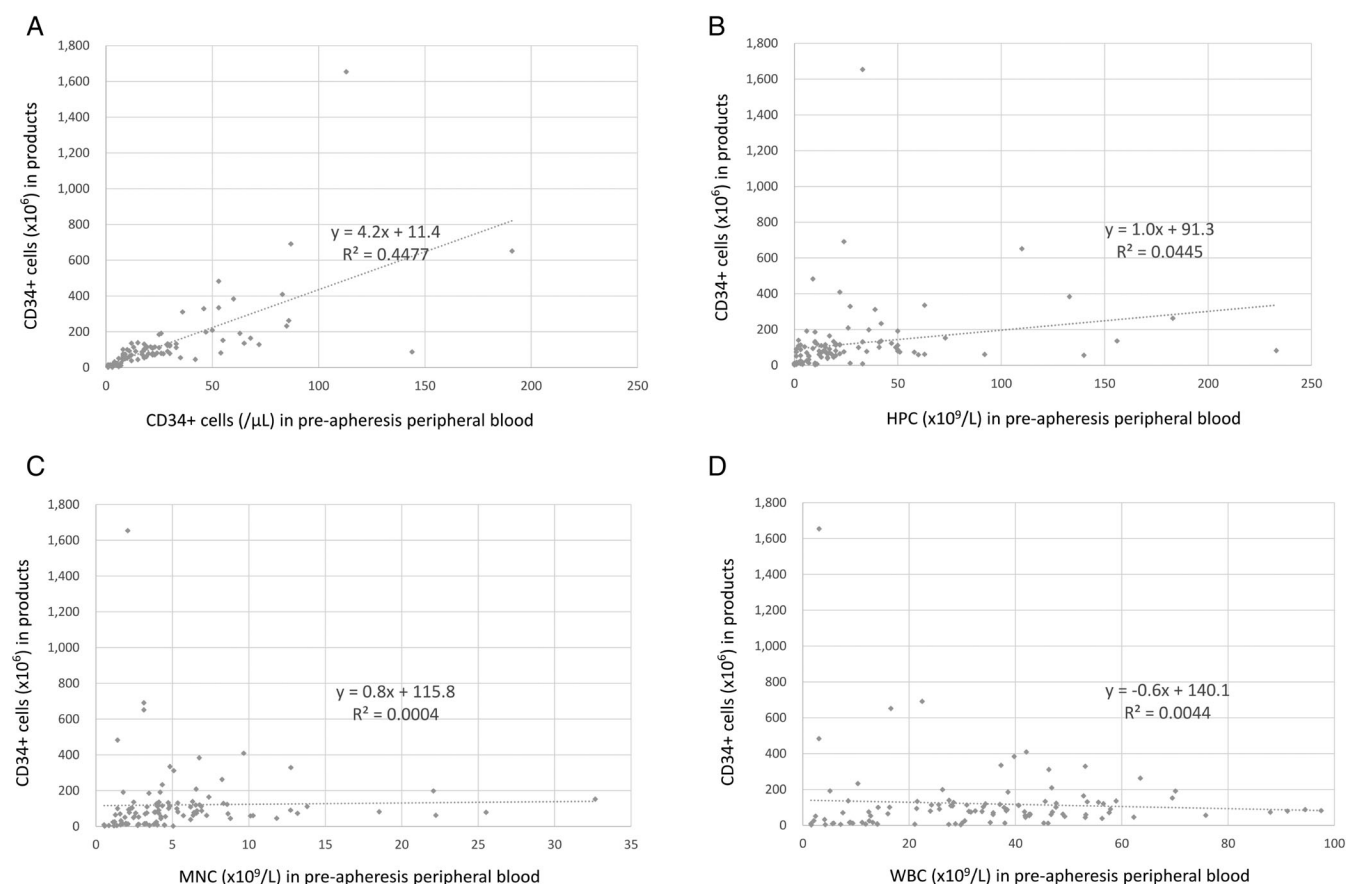 A
1,800
1,600
1,400
1,200
1,000
800
600
400
200
0
CD34+ cells (x10⁶) in products
y = 4.2x + 11.4
R² = 0.4477
0 50 100 150 200 250
CD34+ cells (/µL) in pre-apheresis peripheral blood
B
1,800
1,600
1,400
1,200
1,000
800
600
400
200
0
CD34+ cells (x10⁶) in products
y = 1.0x + 91.3
R² = 0.0445
0 50 100 150 200 250
HPC (x10⁹/L) in pre-apheresis peripheral blood
C
1,800
1,600
1,400
1,200
1,000
800
600
400
200
0
CD34+ cells (x10⁶) in products
y = 0.8x + 115.8
R² = 0.0004
0 5 10 15 20 25 30 35
MNC (x10⁹/L) in pre-apheresis peripheral blood
D
1,800
1,600
1,400
1,200
1,000
800
600
400
200
0
CD34+ cells (x10⁶) in products
y = -0.6x + 140.1
R² = 0.0044
0 20 40 60 80 100
WBC (x10⁹/L) in pre-apheresis peripheral blood